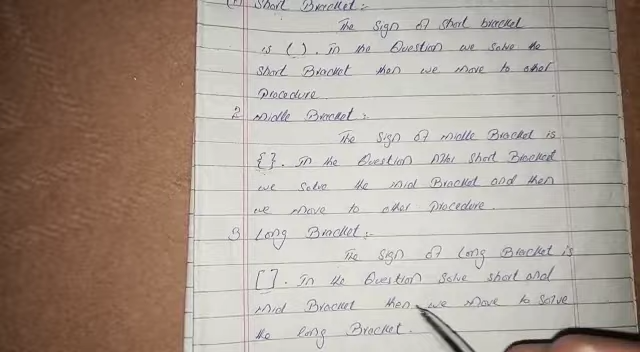 (1) Short Bracket:-
The Sign of short bracket
is ( ). In the Question we solve the
short Bracket then we move to other
Procedure.
2 Midle Bracket:-
The Sign of Midle Bracket is
{ }. In the Question After short Bracket
we solve the Mid Bracket and then
we move to other Procedure.
3 Long Bracket:-
The Sign of Long Bracket is
[ ]. In the Question Solve short and
Mid Bracket then we move to solve
the long Bracket.